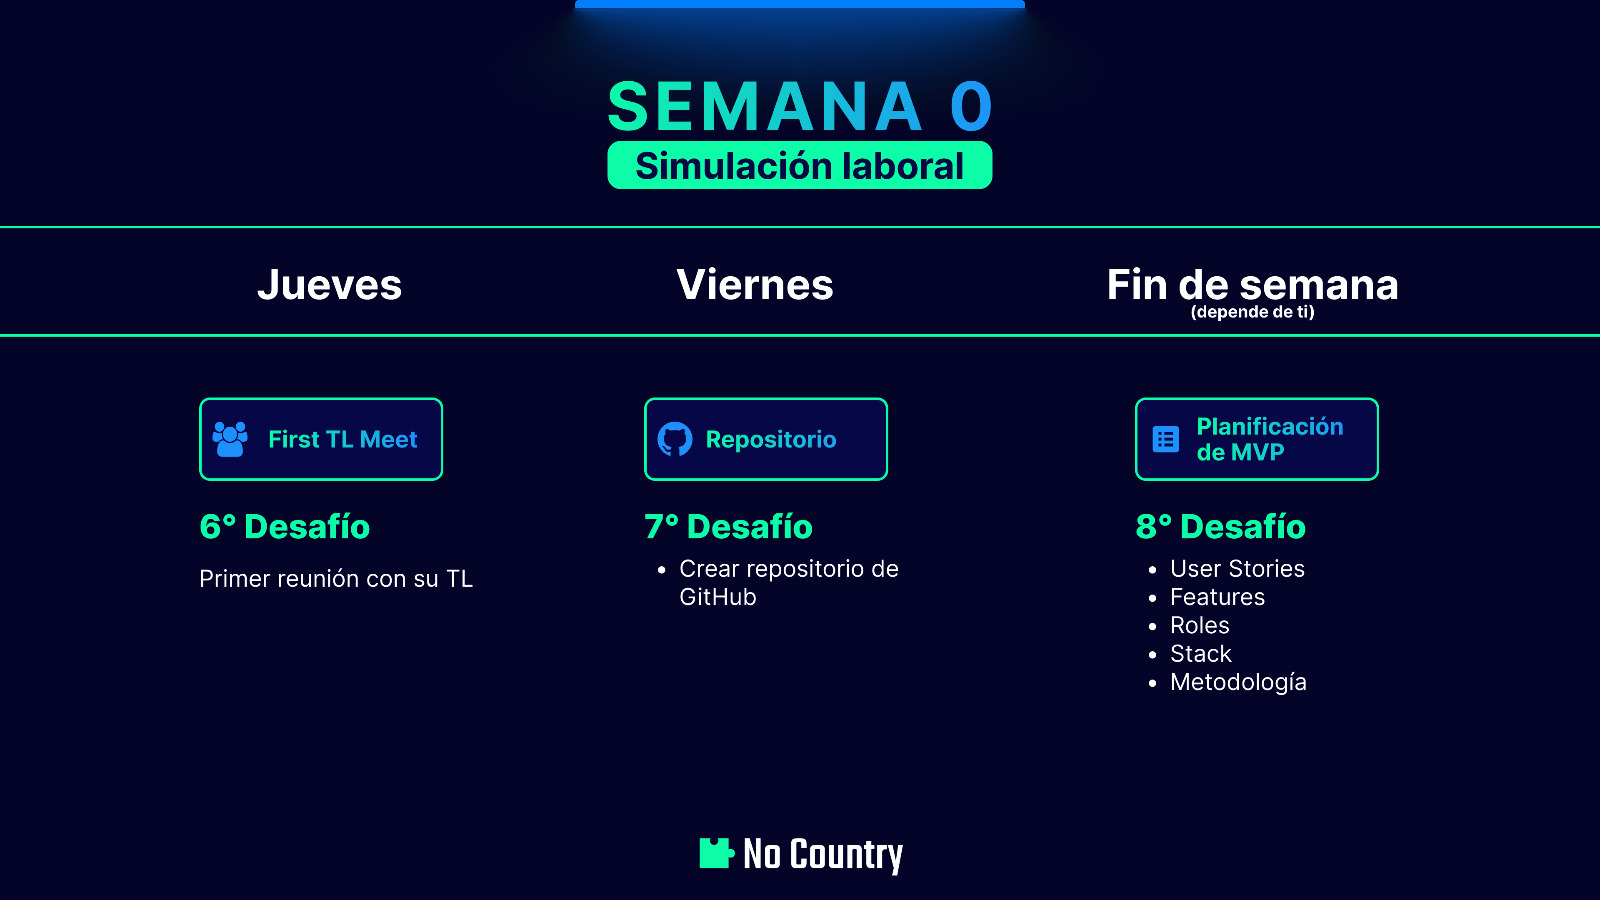 SEMANA 0
Simulación laboral
Jueves
Viernes
Fin de semana
(depende de ti)
First TL Meet
6° Desafío
Primer reunión con su TL
Repositorio
7° Desafío
• Crear repositorio de
GitHub
Planificación
de MVP
8° Desafío
• User Stories
• Features
• Roles
• Stack
• Metodología
No Country